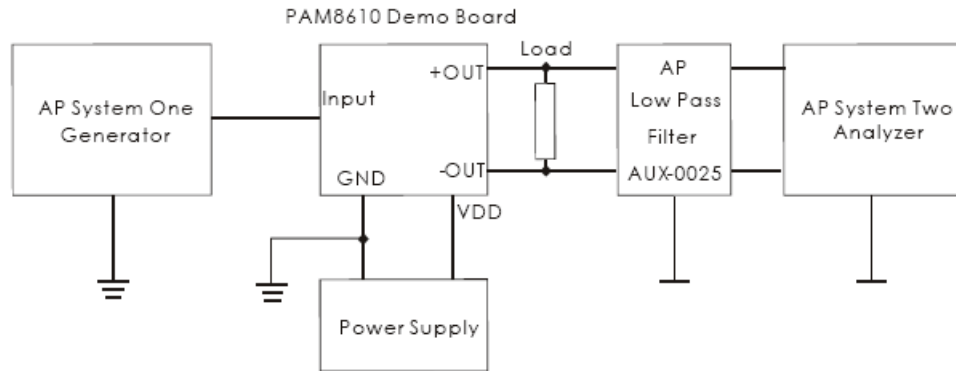 PAM8610 Demo Board
AP System One
Generator
Input
+OUT
-OUT
GND
VDD
Load
AP
Low Pass
Filter
AUX-0025
AP System Two
Analyzer
Power Supply